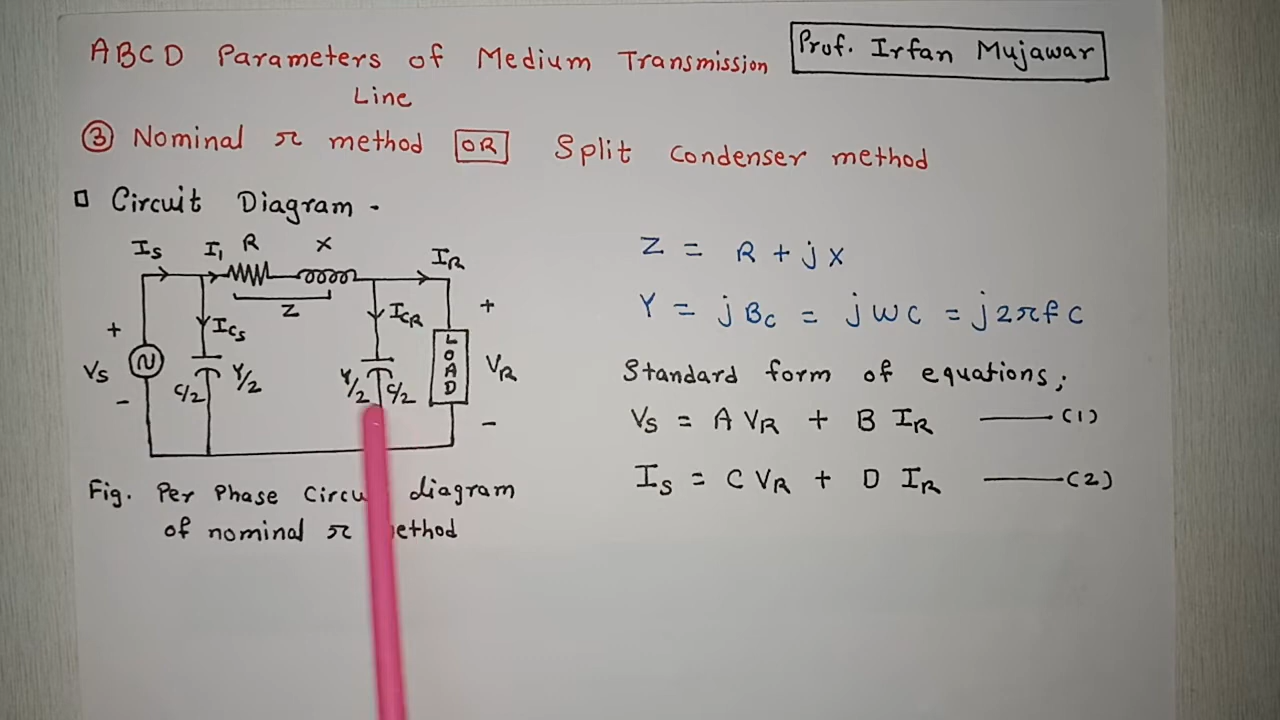 ABCD Parameters of Medium Transmission
Line
Prof. Irfan Mujawar
③ Nominal π method OR Split Condenser method
Circuit Diagram -
Is I1 R X IR
Z
Ics ICR
+ +
Vs C/2 Y/2 Y/2 C/2 LOAD VR
- -
Fig. Per Phase Circu diagram
of nominal π ethod
Z = R + jX
Y = jBc = jwc = j2πfC
Standard form of equations;
Vs = A VR + B IR —— (1)
Is = C VR + D IR —— (2)